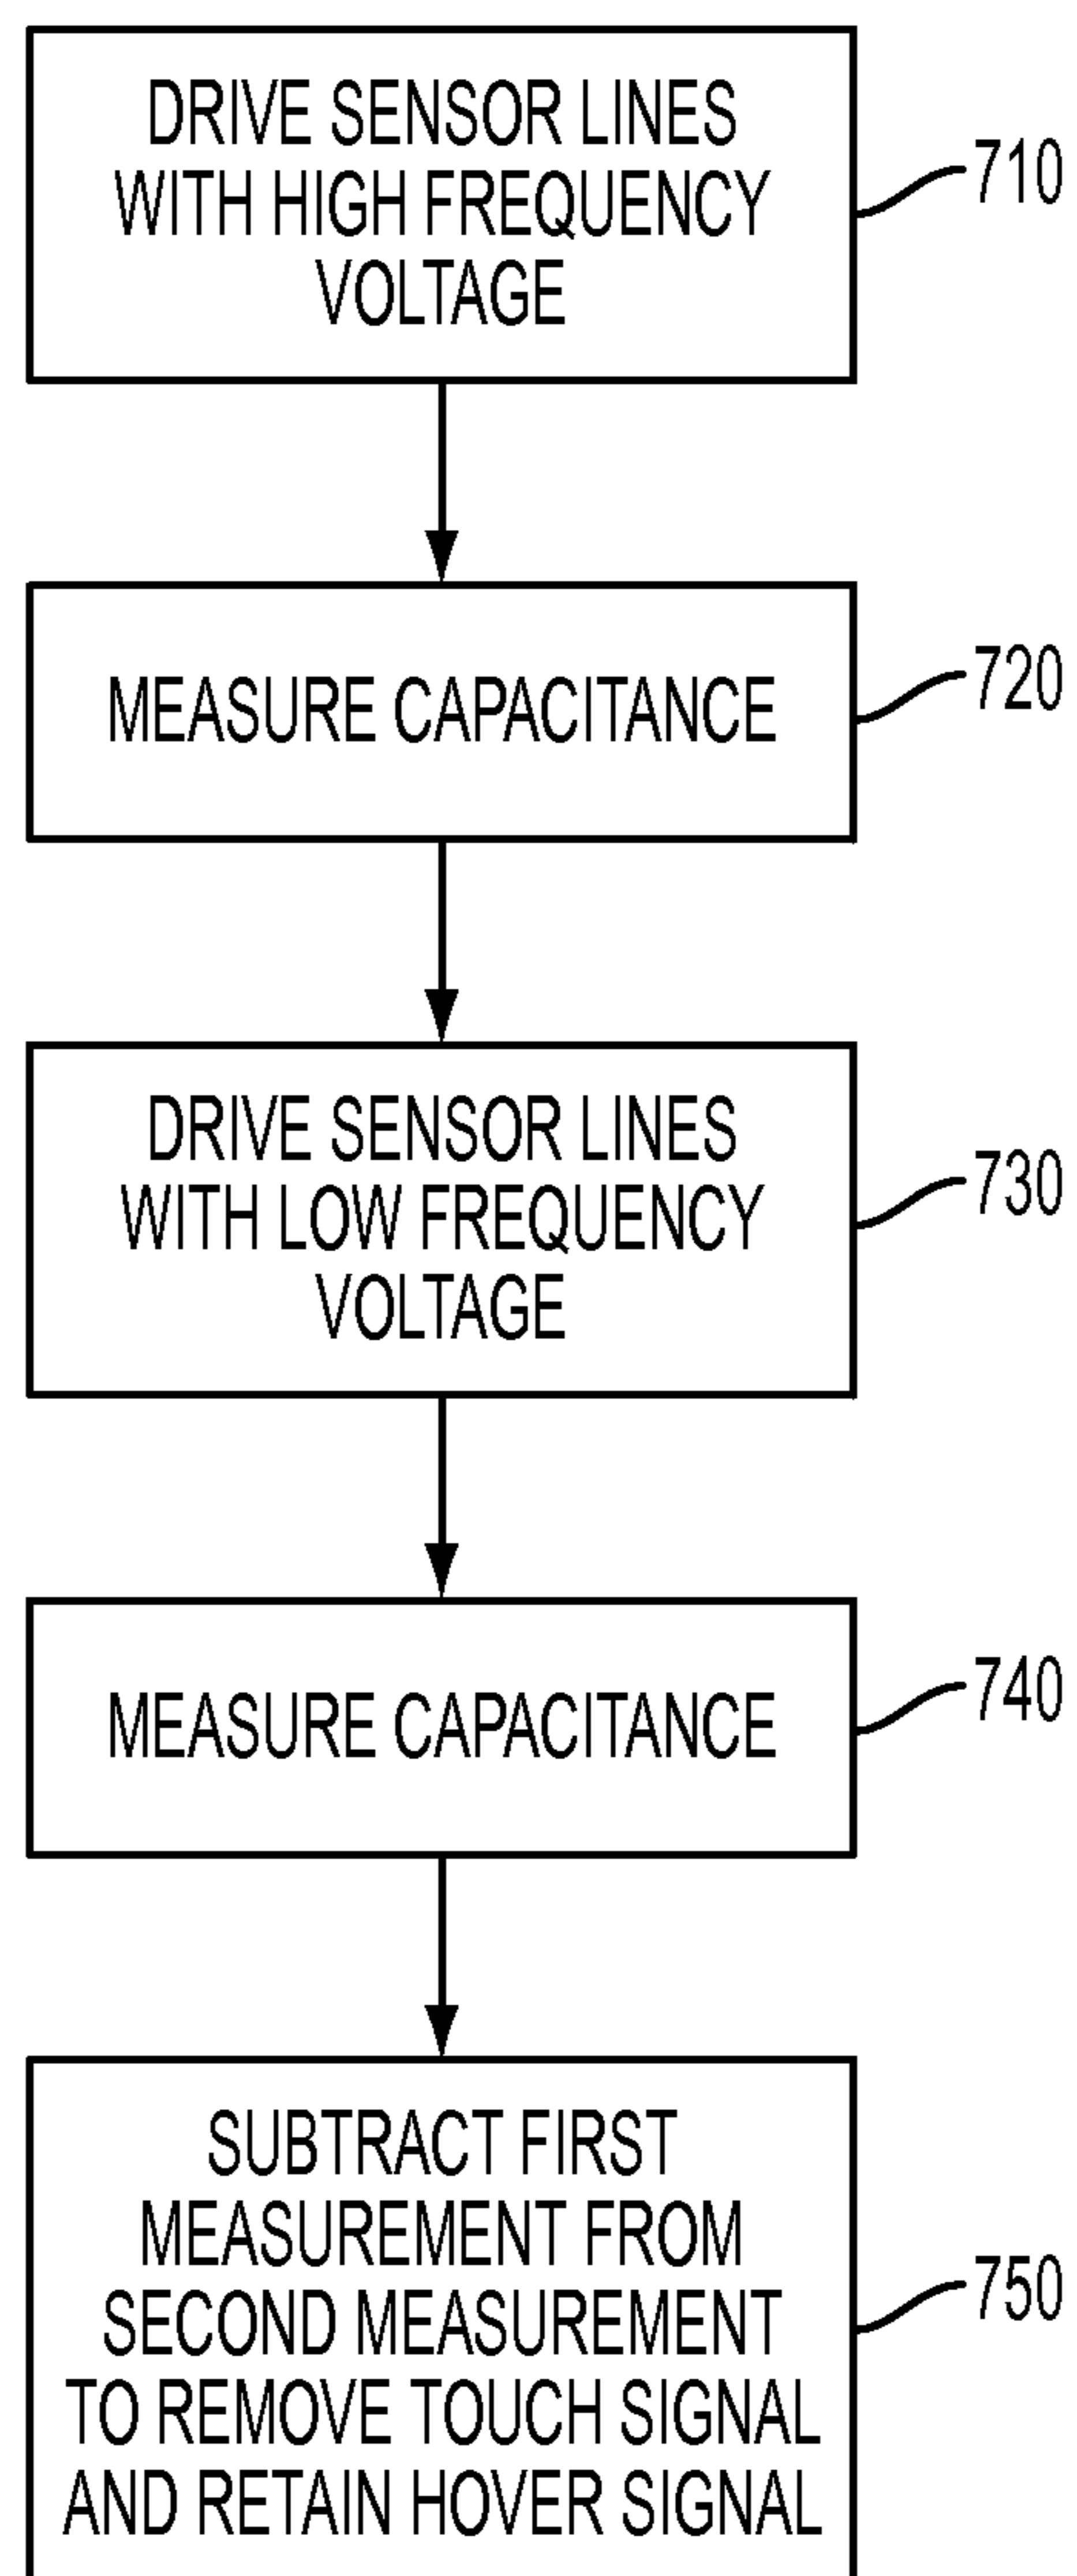 DRIVE SENSOR LINES
WITH HIGH FREQUENCY
VOLTAGE
710
MEASURE CAPACITANCE
720
DRIVE SENSOR LINES
WITH LOW FREQUENCY
VOLTAGE
730
MEASURE CAPACITANCE
740
SUBTRACT FIRST
MEASUREMENT FROM
SECOND MEASUREMENT
TO REMOVE TOUCH SIGNAL
AND RETAIN HOVER SIGNAL
750